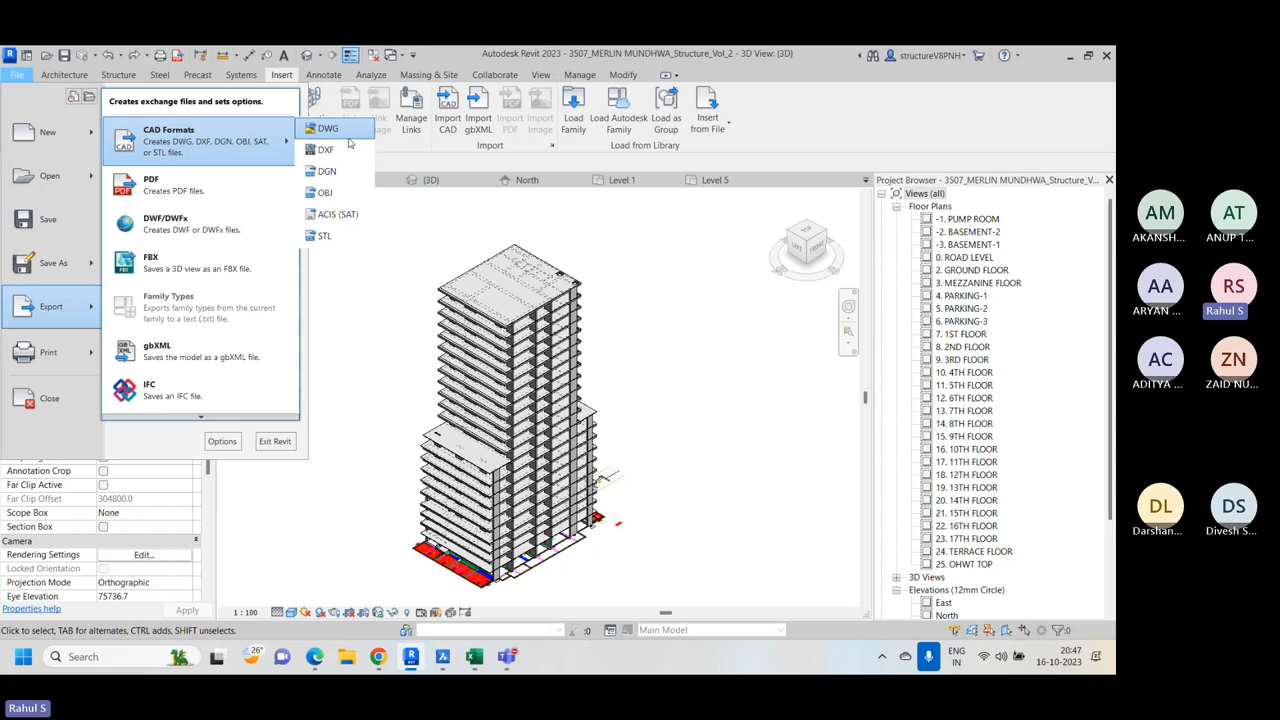 Autodesk Revit 2023 - 3507_MERLIN MUNDHWA_Structure_Vol_2 - 3D View: {3D}
structureV8PNH
File Architecture Structure Steel Precast Systems Insert Annotate Analyze Massing & Site Collaborate View Manage Modify
Creates exchange files and sets options.
New
Open
Save
Save As
Export
Print
Close
CAD Formats
Creates DWG, DXF, DGN, OBJ, SAT,
or STL files.
PDF
Creates PDF files.
DWF/DWFx
Creates DWF or DWFx files.
FBX
Saves a 3D view as an FBX file.
Family Types
Exports family types from the current
family to a text (.txt) file.
gbXML
Saves the model as a gbXML file.
IFC
Saves an IFC file.
Options
Exit Revit
DWG
DXF
DGN
OBJ
ACIS (SAT)
STL
Manage
Links
Import
CAD
Import
gbXML
Import
PDF
Import
Image
Load
Family
Load Autodesk
Family
Load as
Group
Insert
from File
Import
Load from Library
{3D}
North
Level 1
Level 5
TOP
LEFT
FRONT
Annotation Crop
Far Clip Active
Far Clip Offset 304800.0
Scope Box None
Section Box
Camera
Rendering Settings Edit...
Locked Orientation
Projection Mode Orthographic
Eye Elevation 75736.7
Properties help
Apply
1 : 100
Project Browser - 3507_MERLIN MUNDHWA_Structure_V...
Views (all)
Floor Plans
-1. PUMP ROOM
-2. BASEMENT-2
-3. BASEMENT-1
0. ROAD LEVEL
2. GROUND FLOOR
3. MEZZANINE FLOOR
4. PARKING-1
5. PARKING-2
6. PARKING-3
7. 1ST FLOOR
8. 2ND FLOOR
9. 3RD FLOOR
10. 4TH FLOOR
11. 5TH FLOOR
12. 6TH FLOOR
13. 7TH FLOOR
14. 8TH FLOOR
15. 9TH FLOOR
16. 10TH FLOOR
17. 11TH FLOOR
18. 12TH FLOOR
19. 13TH FLOOR
20. 14TH FLOOR
21. 15TH FLOOR
22. 16TH FLOOR
23. 17TH FLOOR
24. TERRACE FLOOR
25. OHWT TOP
3D Views
Elevations (12mm Circle)
East
North
Click to select, TAB for alternates, CTRL adds, SHIFT unselects.
:0
Main Model
:0
Search
26°
ENG
IN
20:47
16-10-2023
AM
AKANSH...
AT
ANUP T...
AA
ARYAN ...
RS
Rahul S
AC
ADITYA ...
ZN
ZAID NU...
DL
Darshan...
DS
Divesh S...
Rahul S